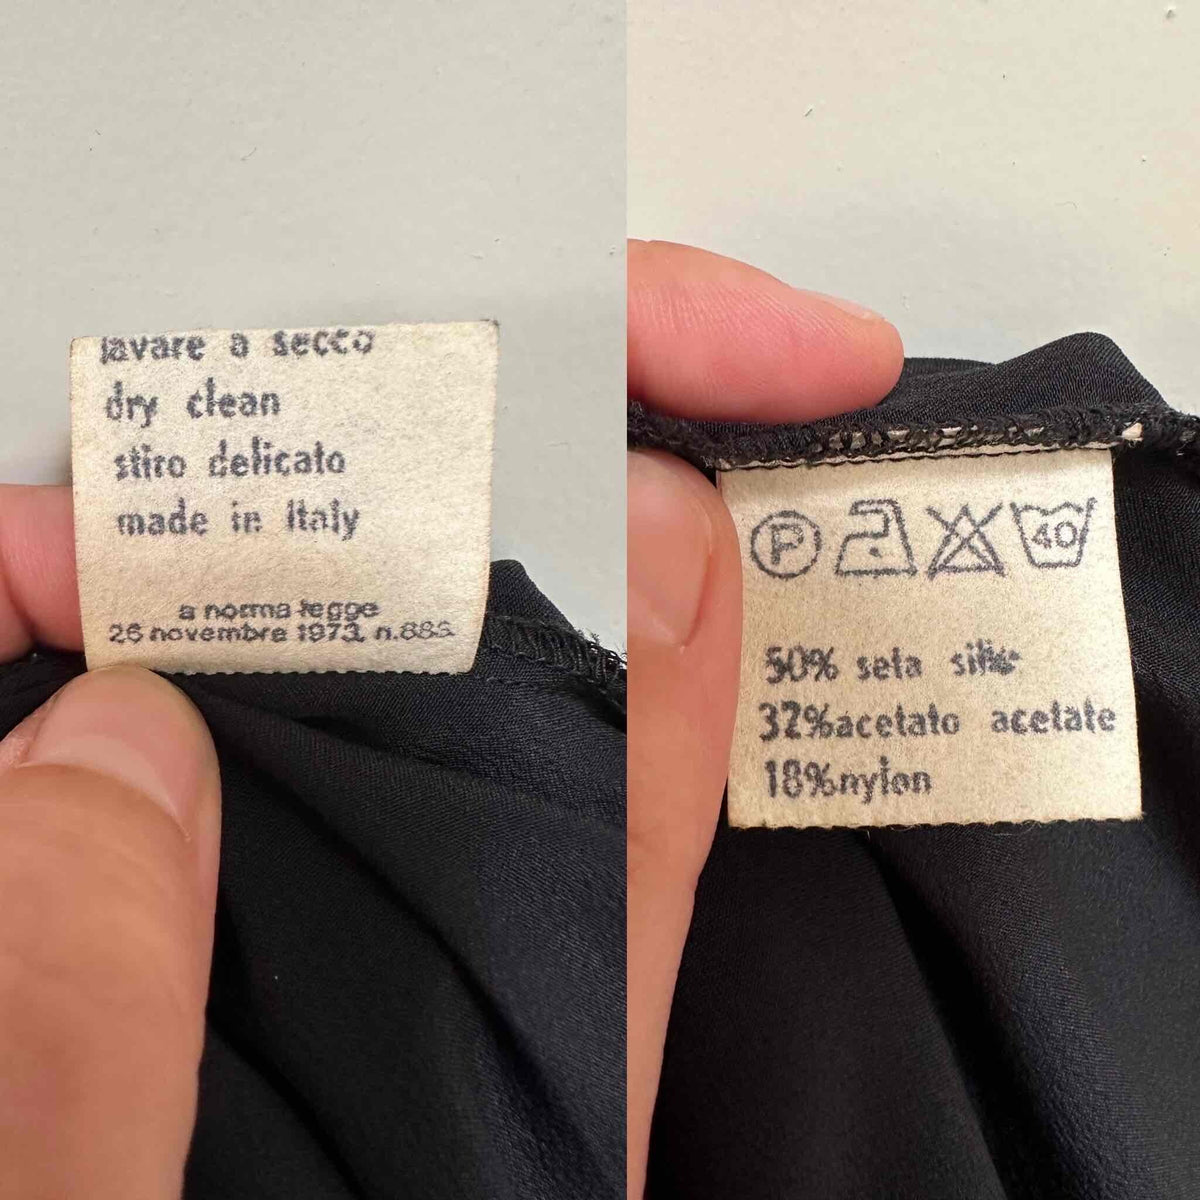 lavare a secco
dry clean
stiro delicato
made in Italy
a norma legge
26 novembre 1973 n.883
P
40
50% seta silk
32%acetato acetate
18%nylon